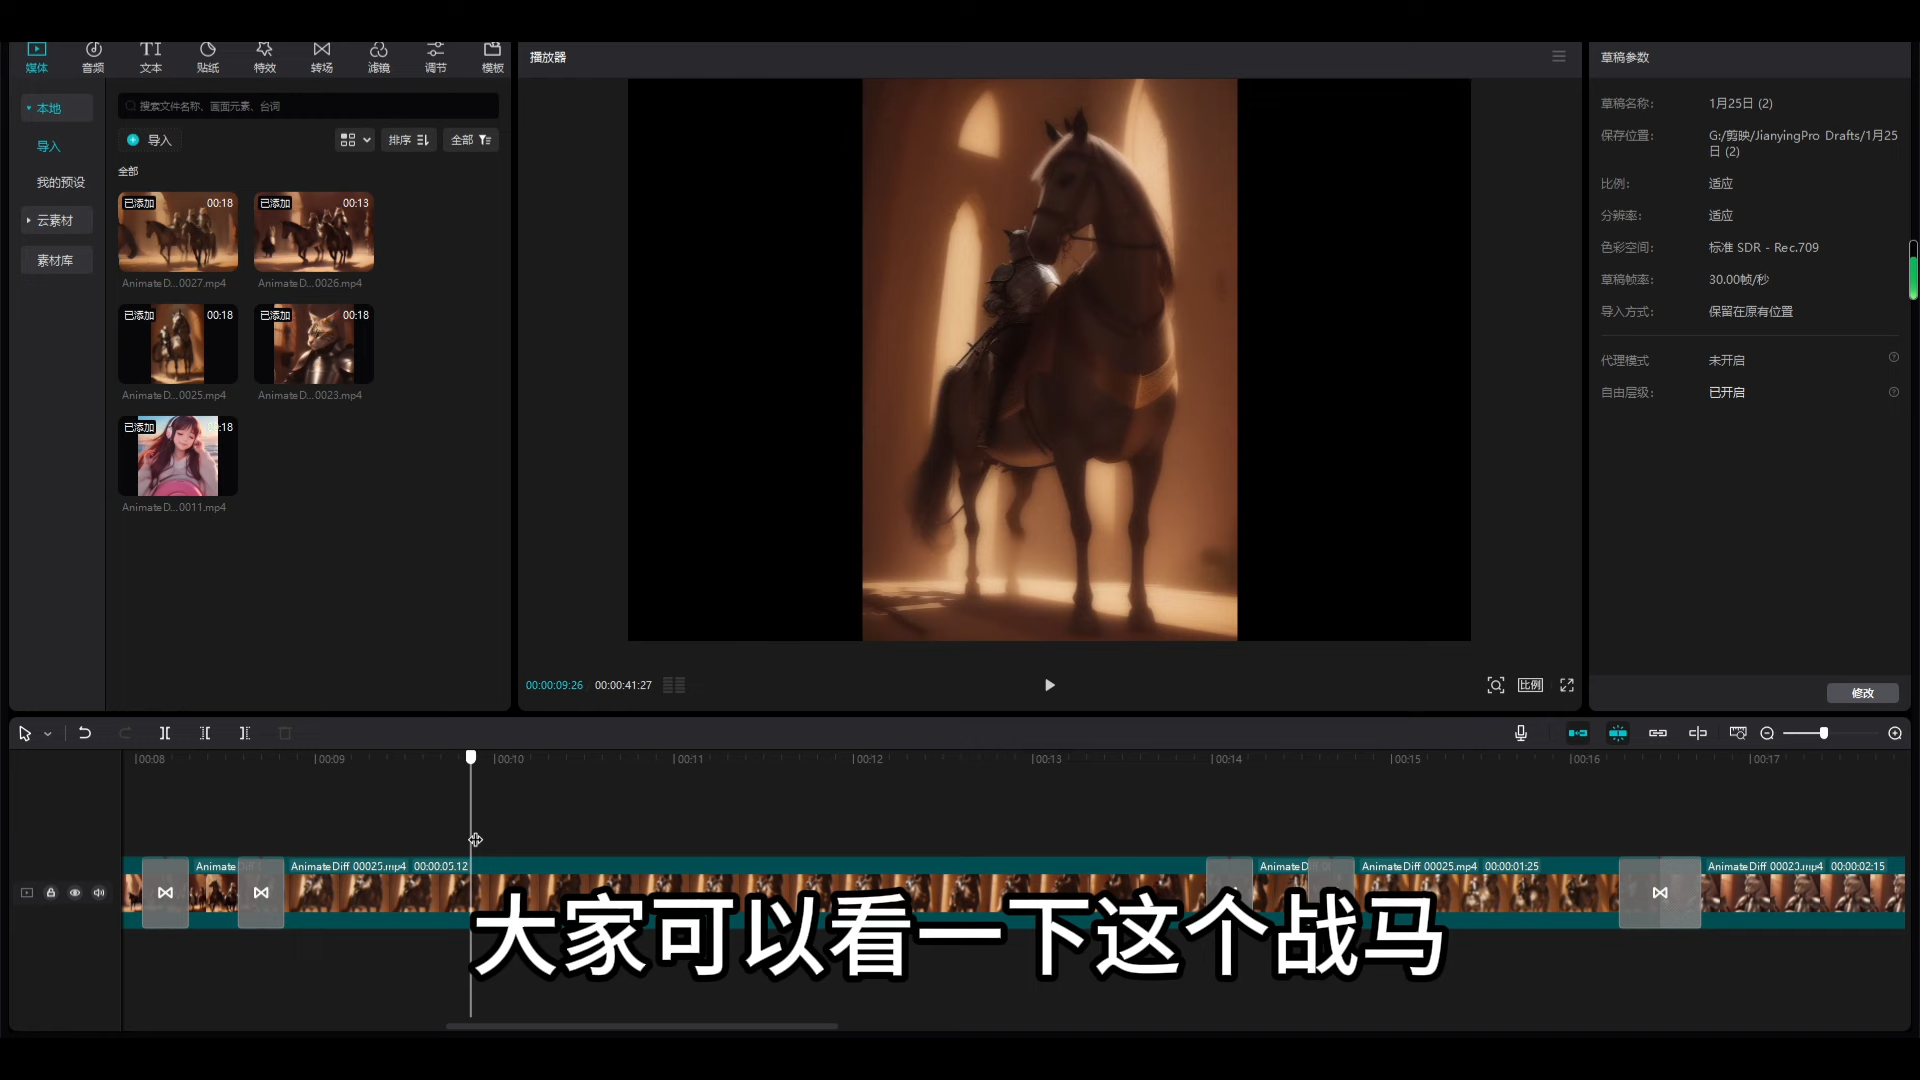 媒体
音频
文本
贴纸
特效
转场
滤镜
调节
模板
本地
导入
我的预设
云素材
素材库
搜索文件名称、画面元素、台词
导入
排序
全部
全部
已添加 00:18
AnimateD...0027.mp4
已添加 00:13
AnimateD...0026.mp4
已添加 00:18
AnimateD...0025.mp4
已添加 00:18
AnimateD...0023.mp4
已添加 :18
AnimateD...0011.mp4
播放器
00:00:09:26 00:00:41:27
比例
草稿参数
草稿名称: 1月25日 (2)
保存位置: G:/剪映/JianyingPro Drafts/1月25
日 (2)
比例: 适应
分辨率: 适应
色彩空间: 标准 SDR - Rec.709
草稿帧率: 30.00帧/秒
导入方式: 保留在原有位置
代理模式 未开启
自由层级: 已开启
修改
00:08 00:09 00:10 00:11 00:12 00:13 00:14 00:15 00:16 00:17
Animate
AnimateDiff 00025.mp4 00:00:05:12
AnimateD
AnimateDiff 00025.mp4 00:00:01:25
AnimateDiff 00023.mp4 00:00:02:15
大家可以看一下这个战马